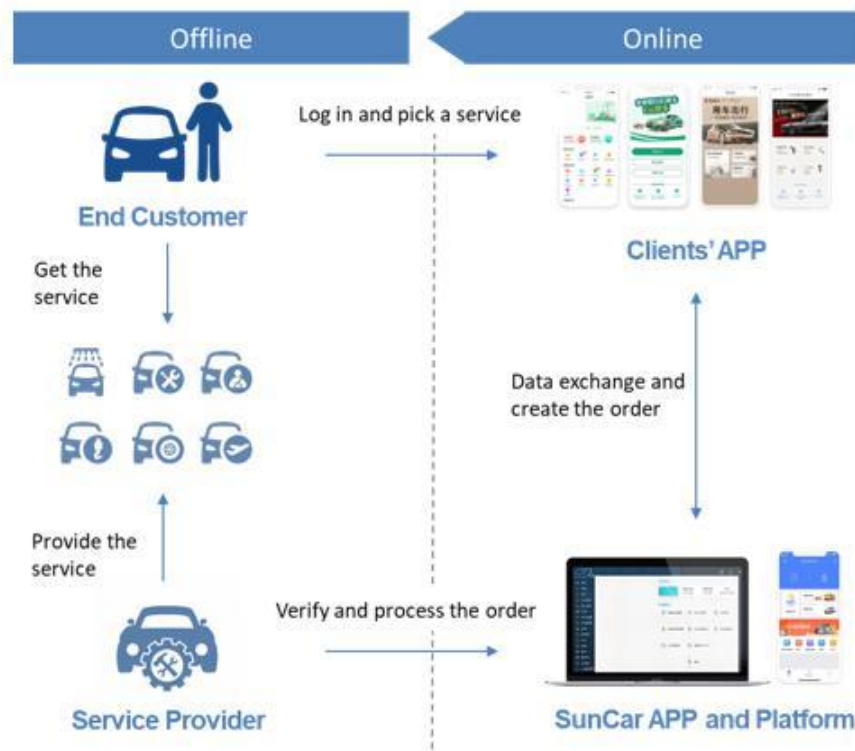 Offline
Online
Log in and pick a service
End Customer
Clients' APP
Get the
service
Data exchange and
create the order
Provide the
service
Verify and process the order
Service Provider
SunCar APP and Platform